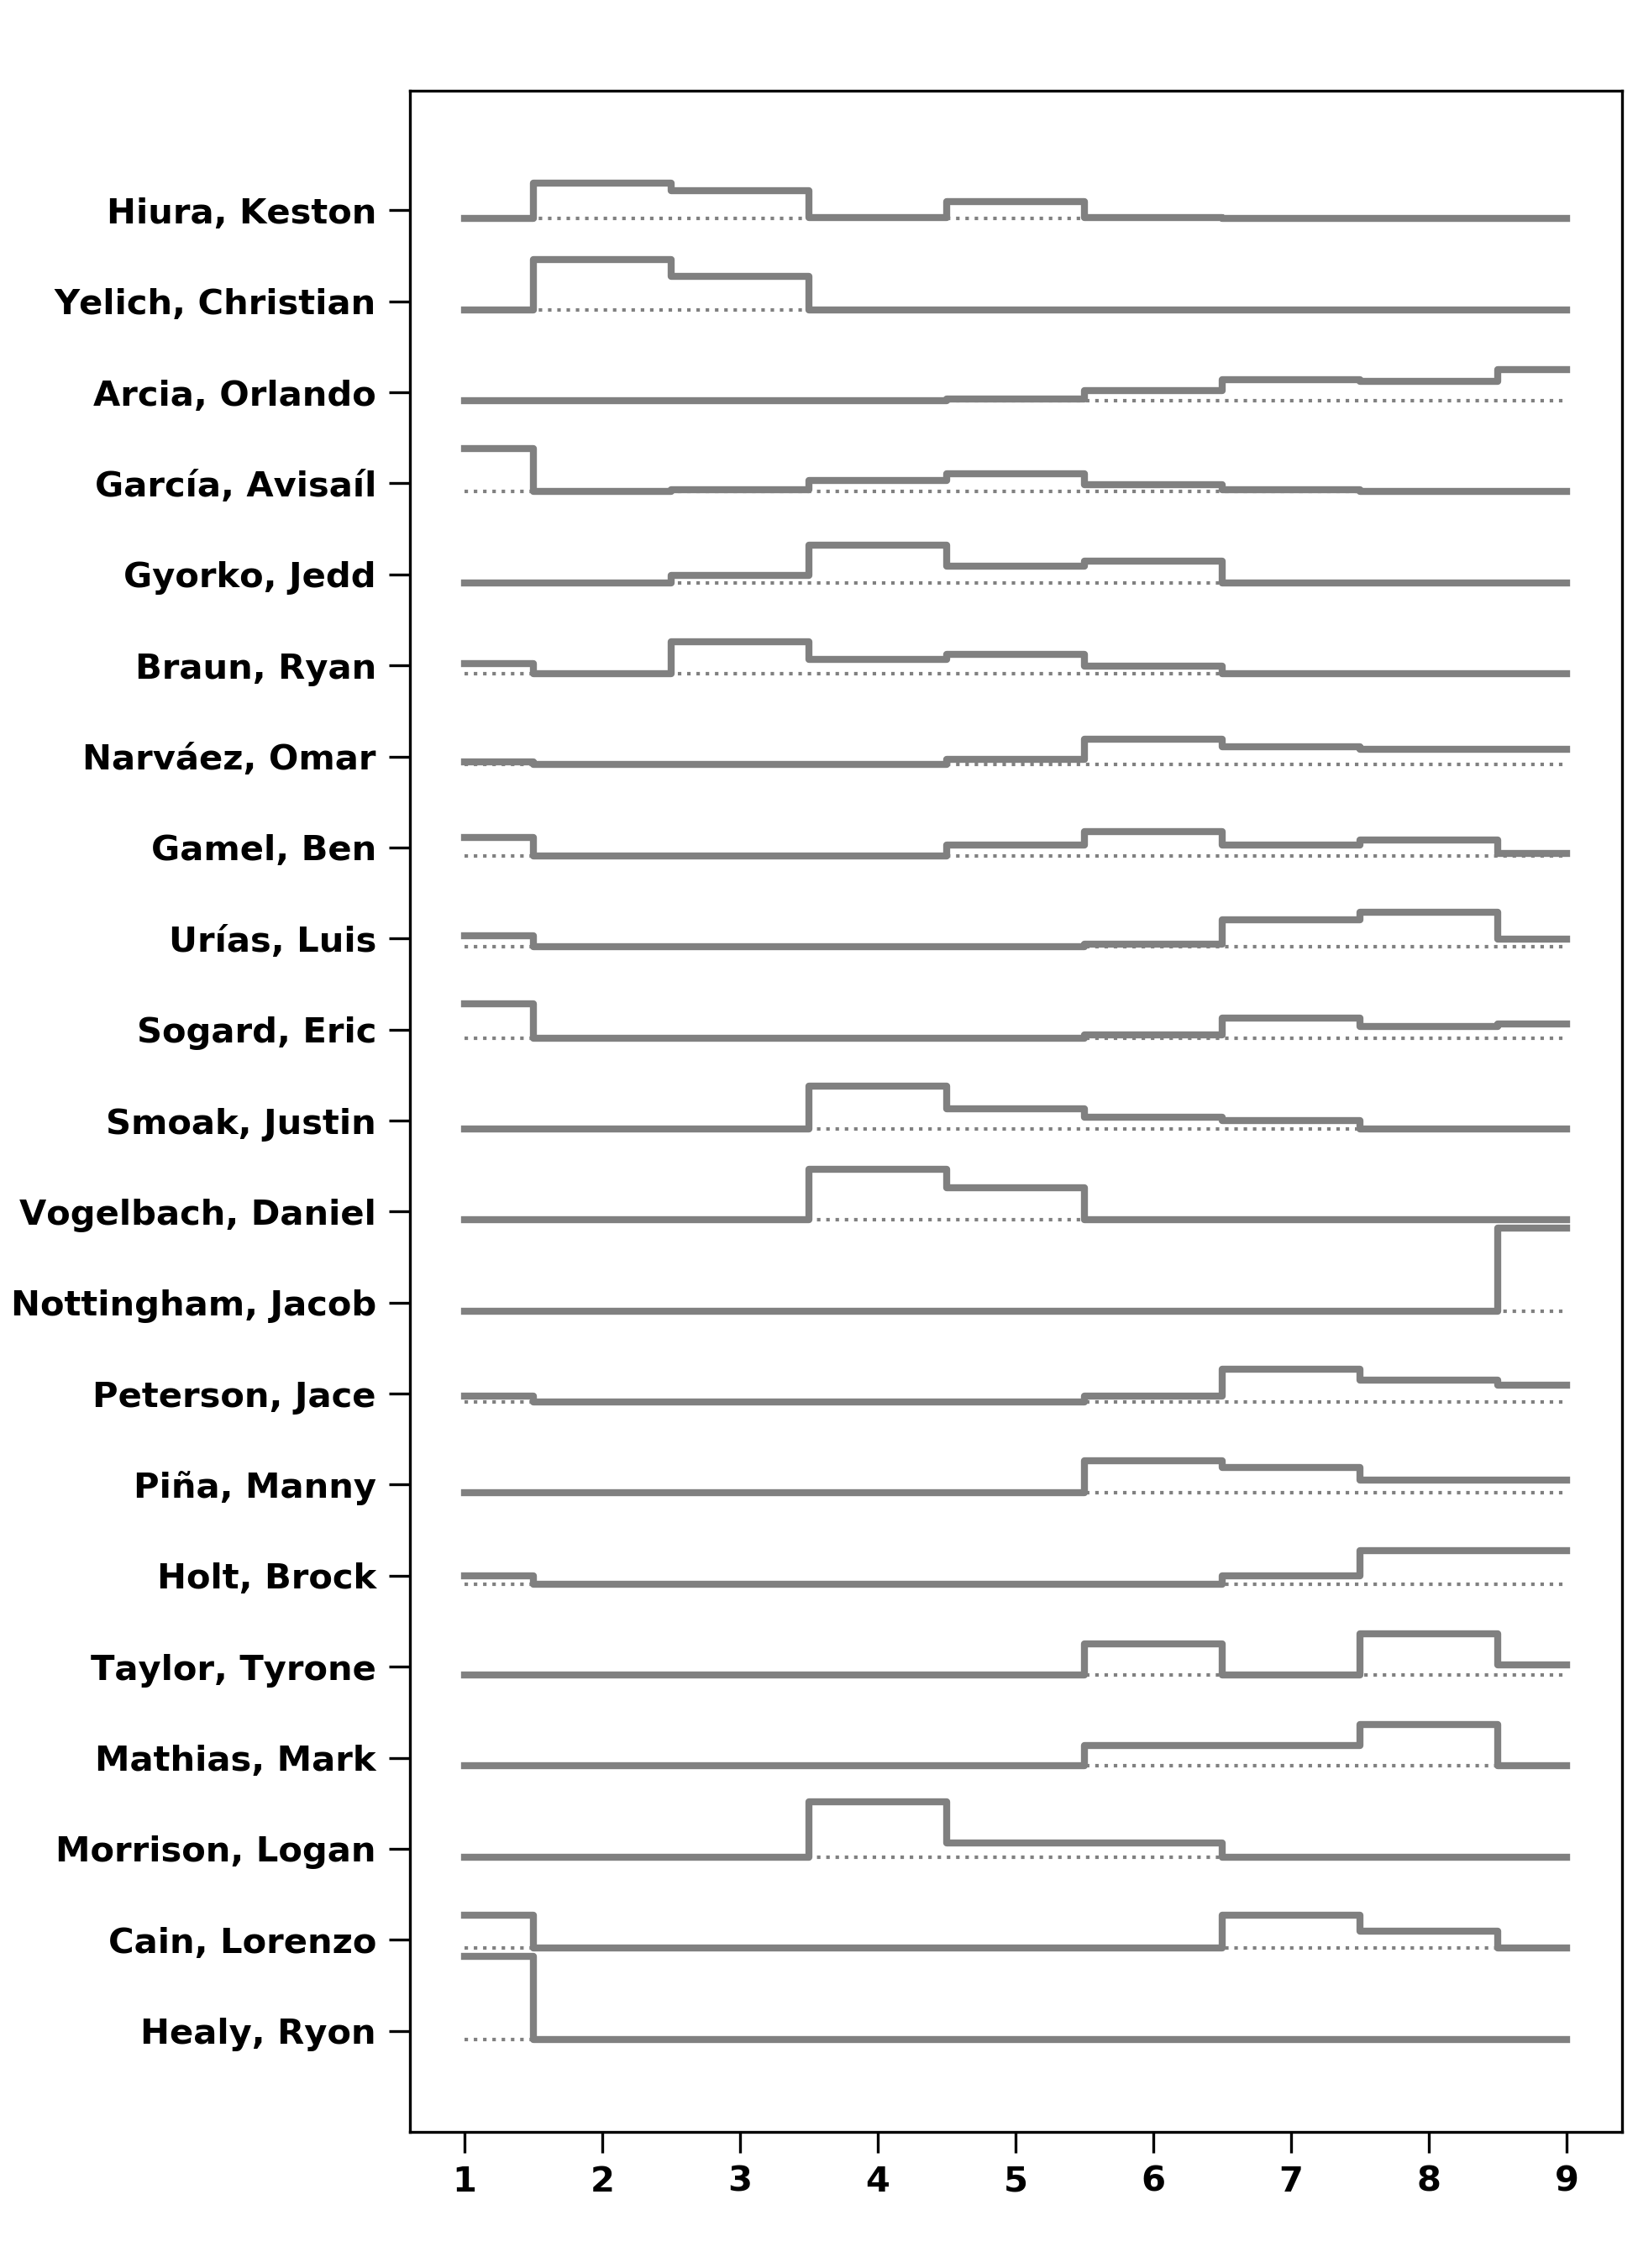 Hiura, Keston
Yelich, Christian
Arcia, Orlando
García, Avisaíl
Gyorko, Jedd
Braun, Ryan
Narváez, Omar
Gamel, Ben
Urías, Luis
Sogard, Eric
Smoak, Justin
Vogelbach, Daniel
Nottingham, Jacob
Peterson, Jace
Piña, Manny
Holt, Brock
Taylor, Tyrone
Mathias, Mark
Morrison, Logan
Cain, Lorenzo
Healy, Ryon
1 2 3 4 5 6 7 8 9